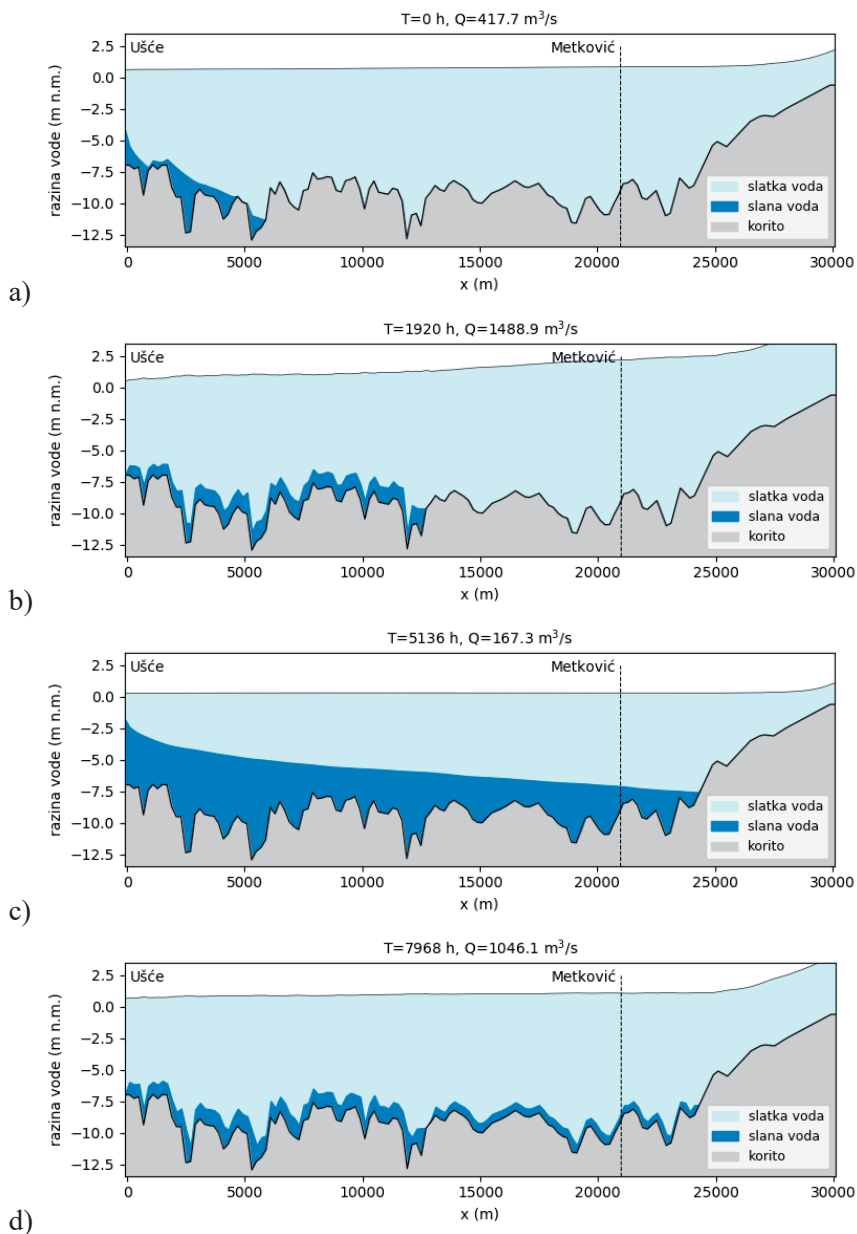 T=0 h, Q=417.7 m³/s
Ušće Metković
2.5
0.0
−2.5
−5.0
−7.5
−10.0
−12.5
razina vode (m n.m.)
slatka voda
slana voda
korito
0 5000 10000 15000 20000 25000 30000
x (m)
a)
T=1920 h, Q=1488.9 m³/s
Ušće Metković
2.5
0.0
−2.5
−5.0
−7.5
−10.0
−12.5
razina vode (m n.m.)
slatka voda
slana voda
korito
0 5000 10000 15000 20000 25000 30000
x (m)
b)
T=5136 h, Q=167.3 m³/s
Ušće Metković
2.5
0.0
−2.5
−5.0
−7.5
−10.0
−12.5
razina vode (m n.m.)
slatka voda
slana voda
korito
0 5000 10000 15000 20000 25000 30000
x (m)
c)
T=7968 h, Q=1046.1 m³/s
Ušće Metković
2.5
0.0
−2.5
−5.0
−7.5
−10.0
−12.5
razina vode (m n.m.)
slatka voda
slana voda
korito
0 5000 10000 15000 20000 25000 30000
x (m)
d)